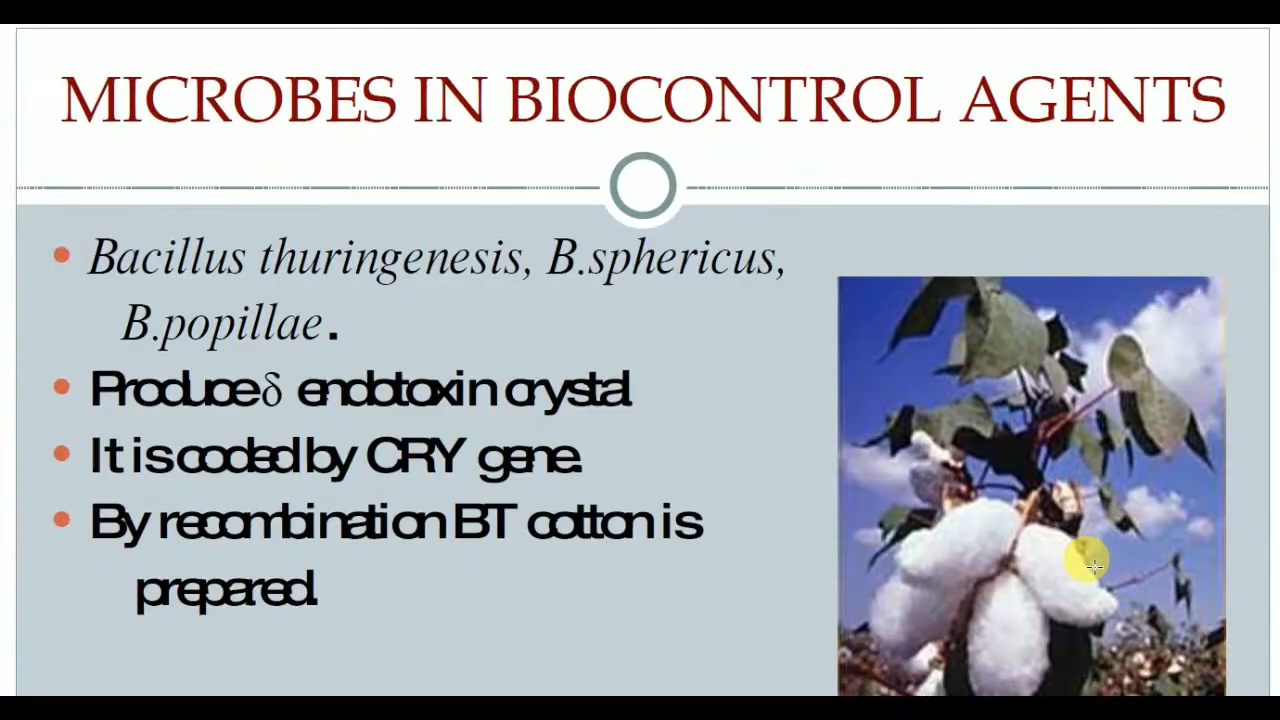 MICROBES IN BIOCONTROL AGENTS
Bacillus thuringenesis, B.sphericus,
B.popillae.
Produce δ endotoxin crystal
It is coded by CRY gene.
By recombination BT cotton is
prepared.